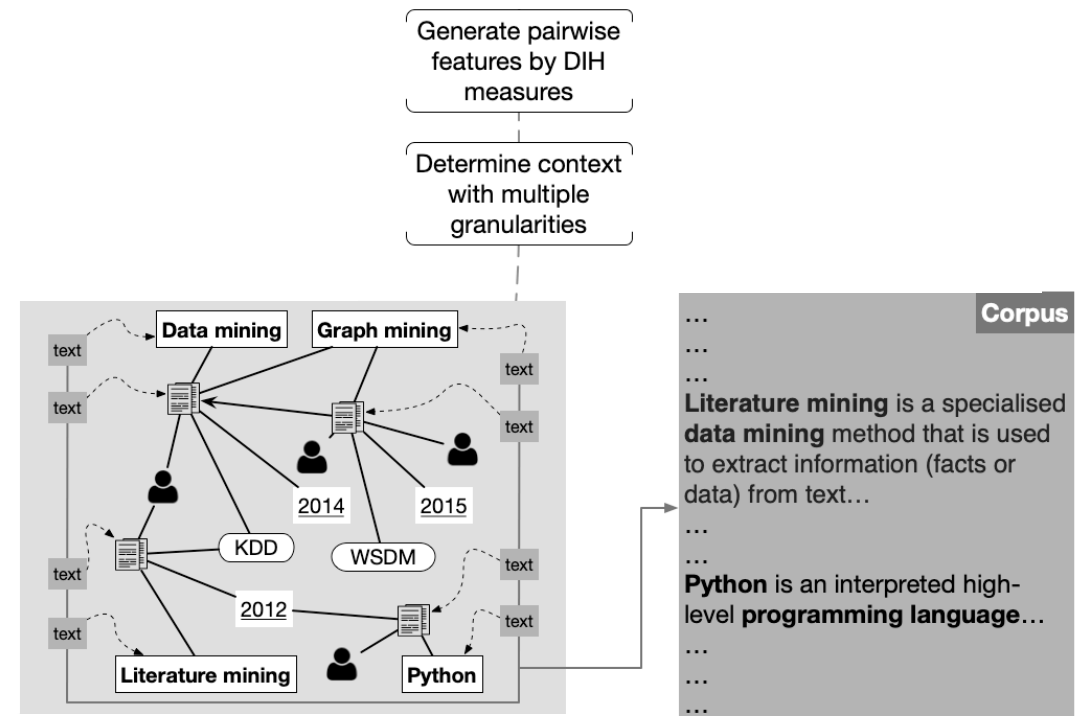 Generate pairwise
features by DIH
measures
Determine context
with multiple
granularities
Data mining
Graph mining
text
text
text
text
2014
2015
KDD
WSDM
text
text
2012
text
text
Literature mining
Python
Corpus
…
…
…
Literature mining is a specialised
data mining method that is used
to extract information (facts or
data) from text…
…
…
Python is an interpreted high-
level programming language…
…
…
…